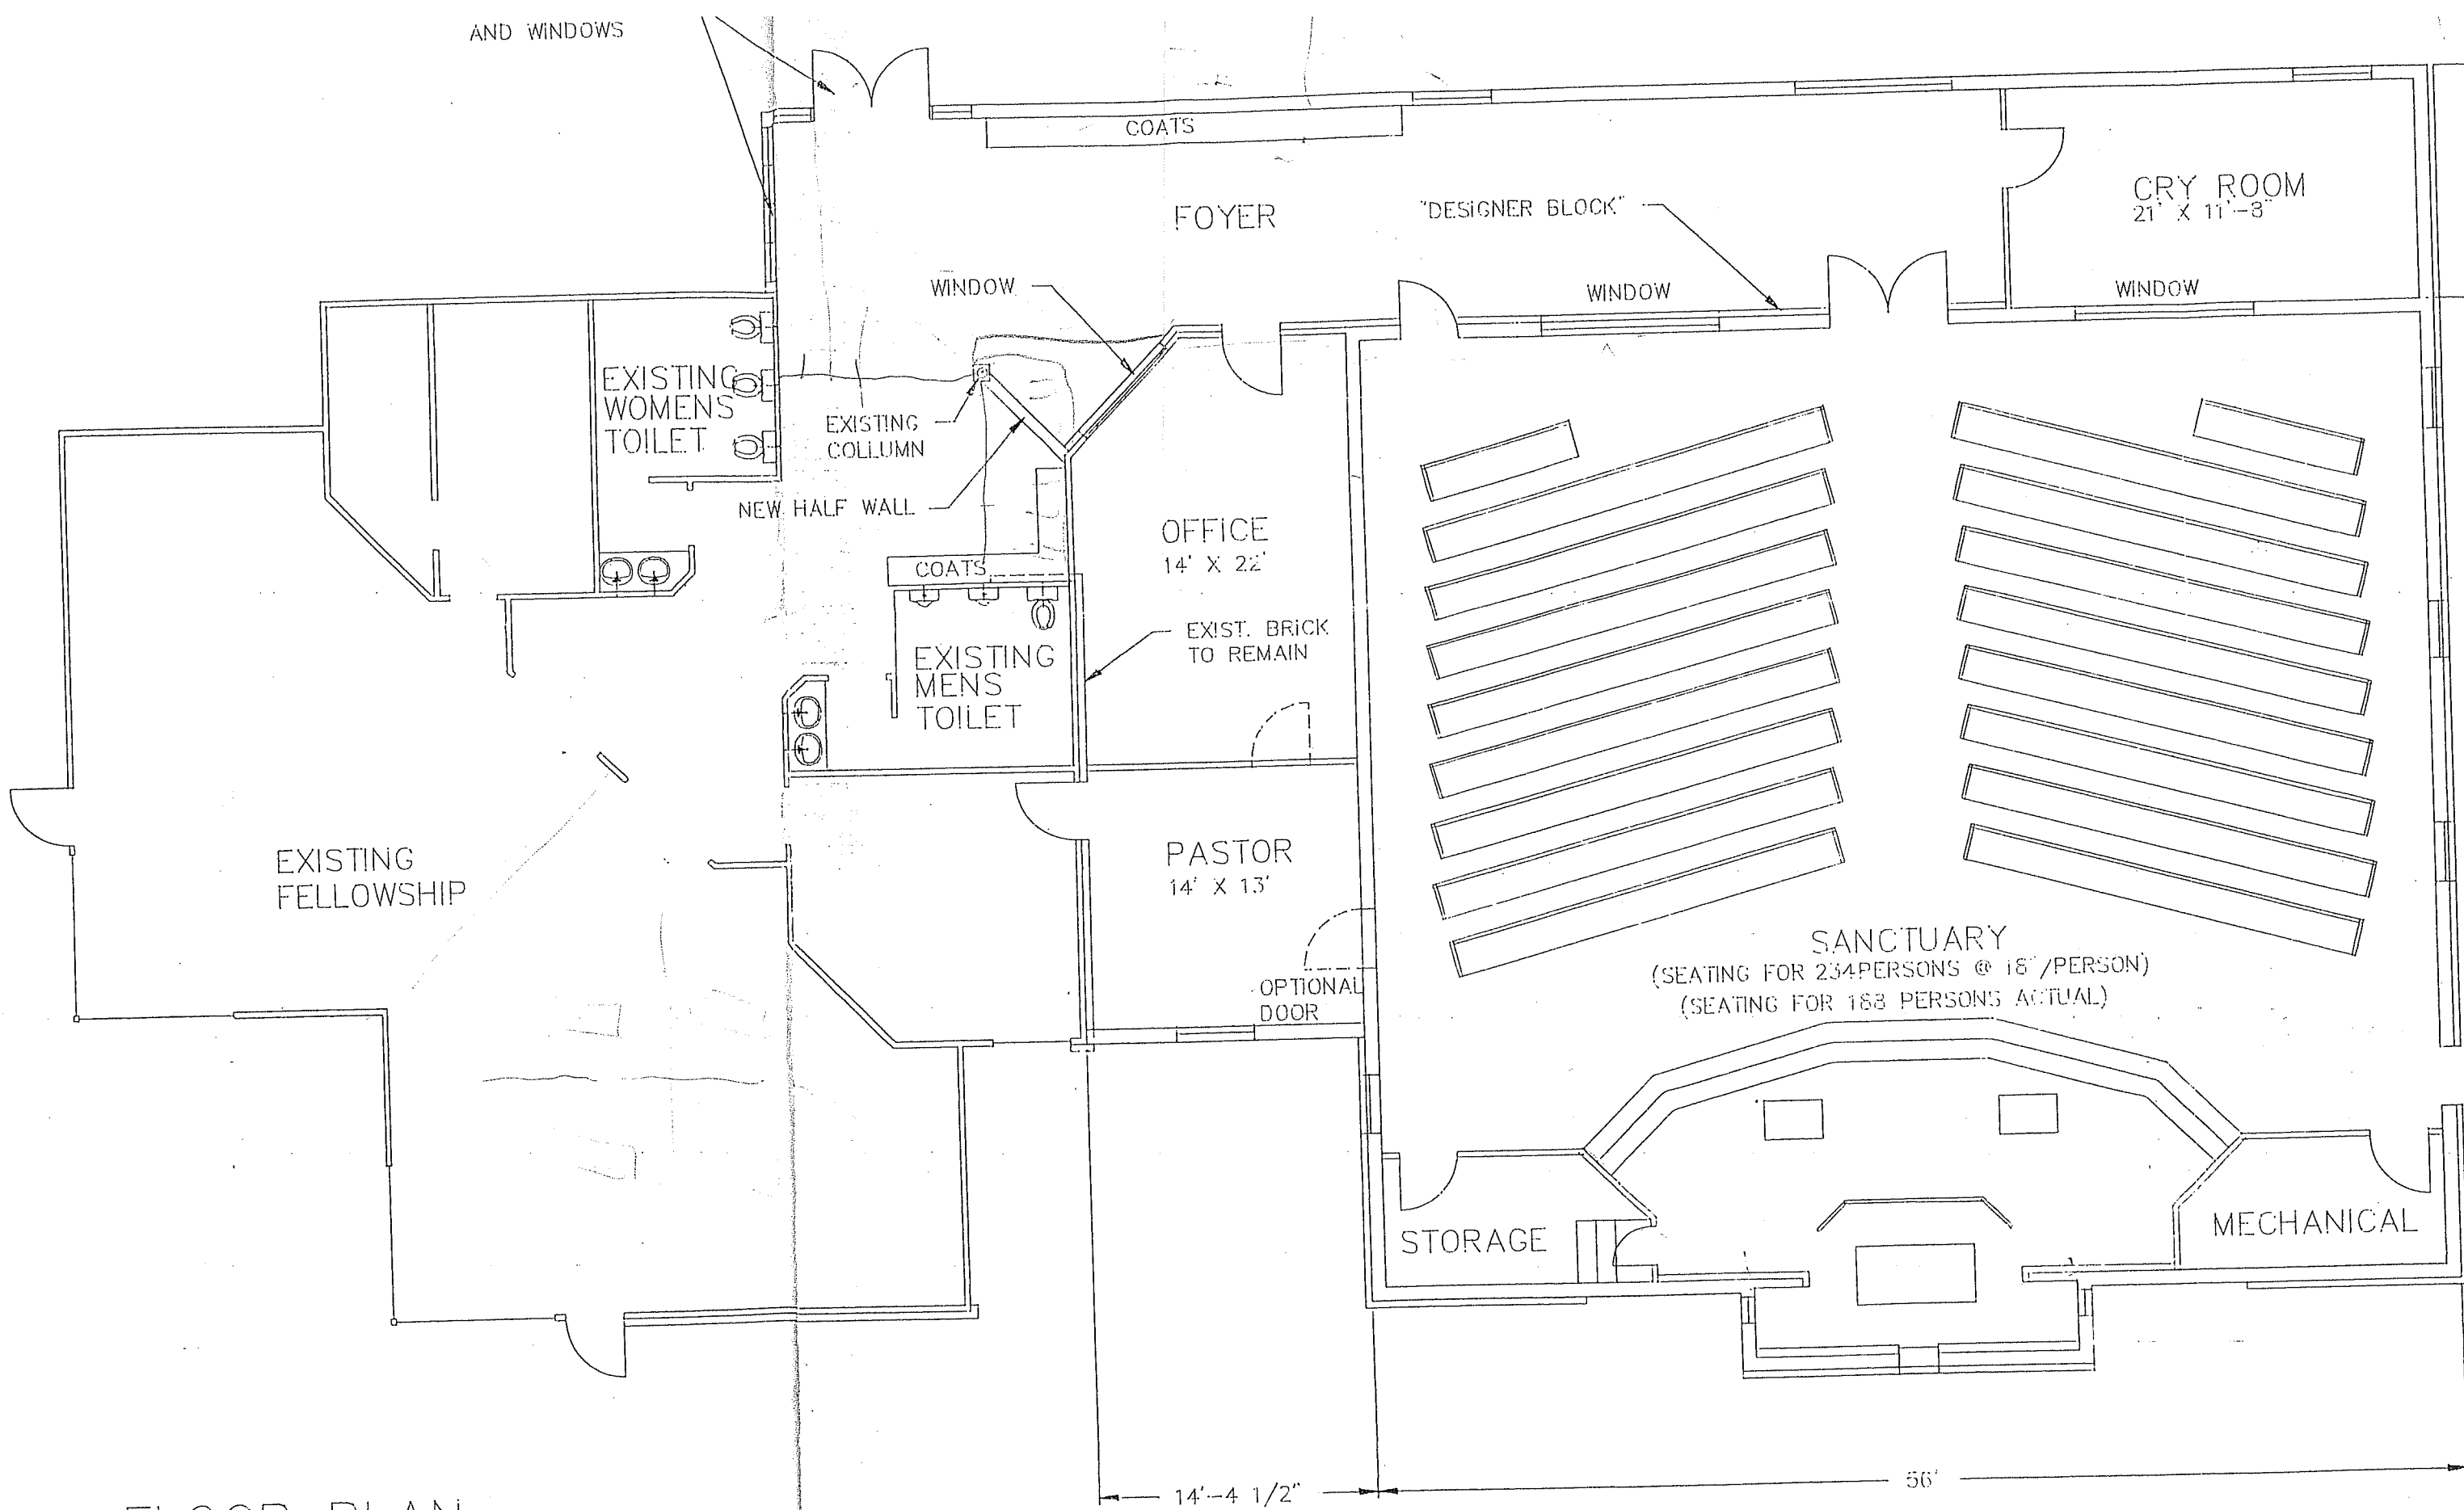 AND WINDOWS
COATS
FOYER
"DESIGNER BLOCK"
CRY ROOM
21' X 11'-8"
WINDOW
WINDOW
WINDOW
EXISTING
WOMENS
TOILET
EXISTING
COLLUMN
NEW HALF WALL
OFFICE
14' X 22'
COATS
EXIST. BRICK
TO REMAIN
EXISTING
MENS
TOILET
EXISTING
FELLOWSHIP
PASTOR
14' X 13'
OPTIONAL
DOOR
SANCTUARY
(SEATING FOR 234PERSONS @ 18"/PERSON)
(SEATING FOR 188 PERSONS ACTUAL)
STORAGE
MECHANICAL
14'-4 1/2"
56'
FLOOR PLAN